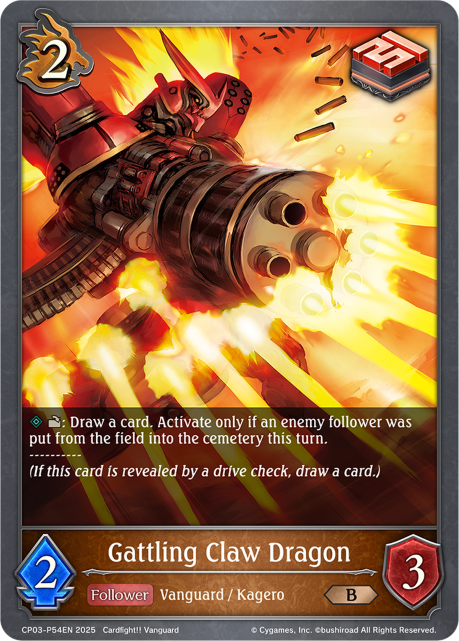 2
: Draw a card. Activate only if an enemy follower was
put from the field into the cemetery this turn.
----------
(If this card is revealed by a drive check, draw a card.)
Gattling Claw Dragon
2
Follower Vanguard / Kagero B
3
CP03-P54EN 2025 Cardfight!! Vanguard © Cygames, Inc. ©bushiroad All Rights Reserved.